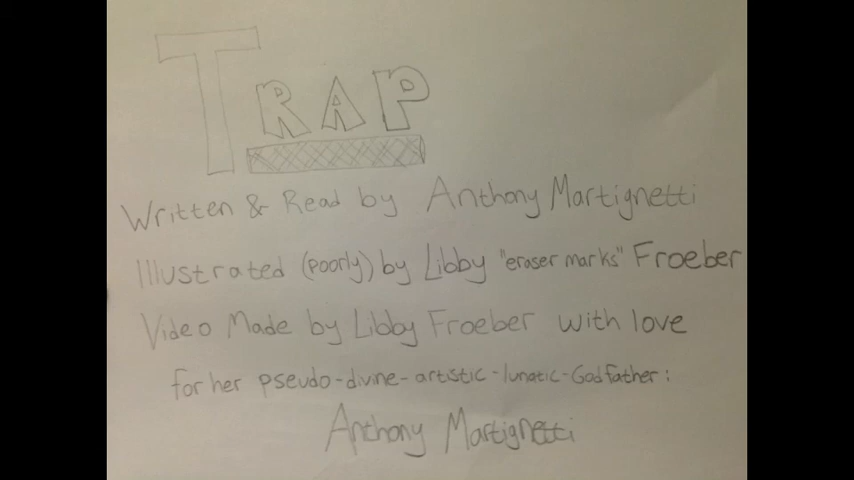 TRAP
Written & Read by Anthony Martignetti
Illustrated (poorly) by Libby "eraser marks" Froeber
Video Made by Libby Froeber with love
for her pseudo-divine-artistic-lunatic-Godfather:
Anthony Martignetti